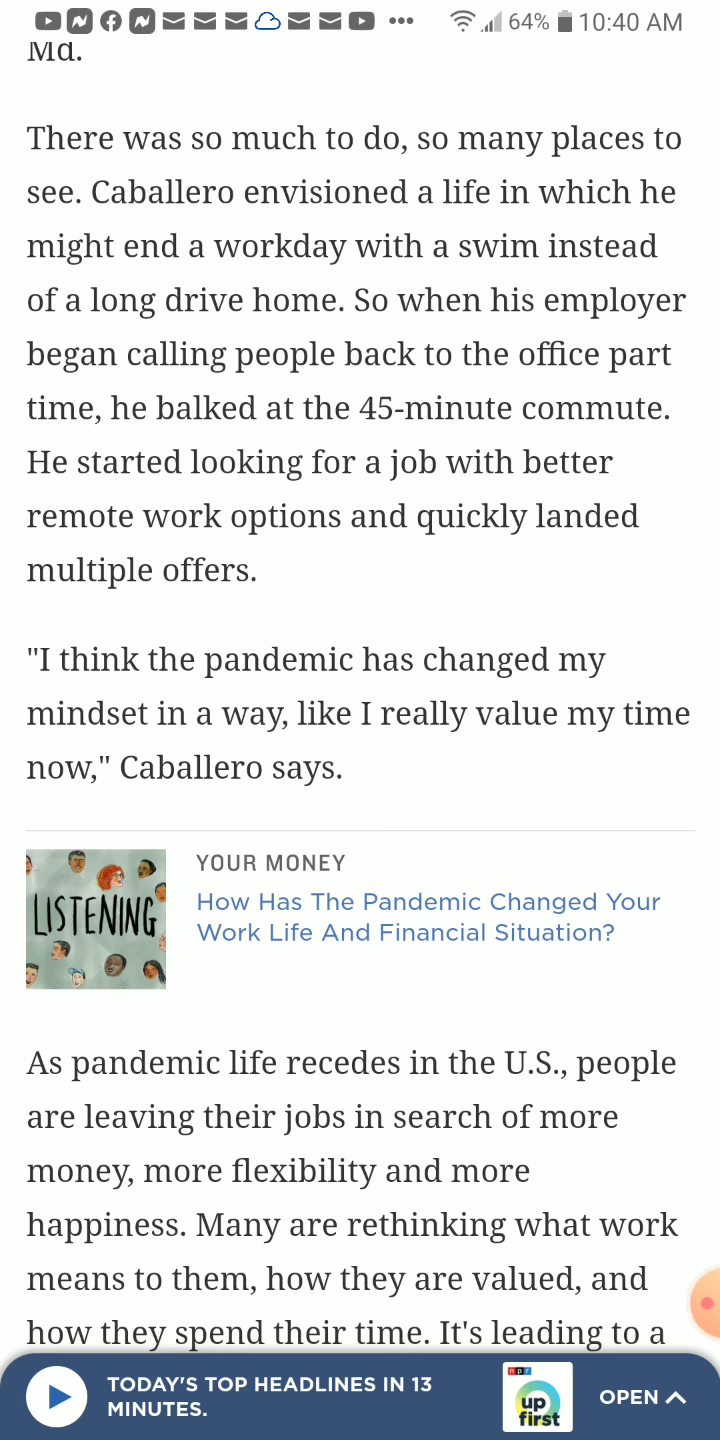 64% 10:40 AM
Md.
There was so much to do, so many places to
see. Caballero envisioned a life in which he
might end a workday with a swim instead
of a long drive home. So when his employer
began calling people back to the office part
time, he balked at the 45-minute commute.
He started looking for a job with better
remote work options and quickly landed
multiple offers.
"I think the pandemic has changed my
mindset in a way, like I really value my time
now," Caballero says.
LISTENING
YOUR MONEY
How Has The Pandemic Changed Your
Work Life And Financial Situation?
As pandemic life recedes in the U.S., people
are leaving their jobs in search of more
money, more flexibility and more
happiness. Many are rethinking what work
means to them, how they are valued, and
how they spend their time. It's leading to a
TODAY'S TOP HEADLINES IN 13
MINUTES.
npr
up
first
OPEN